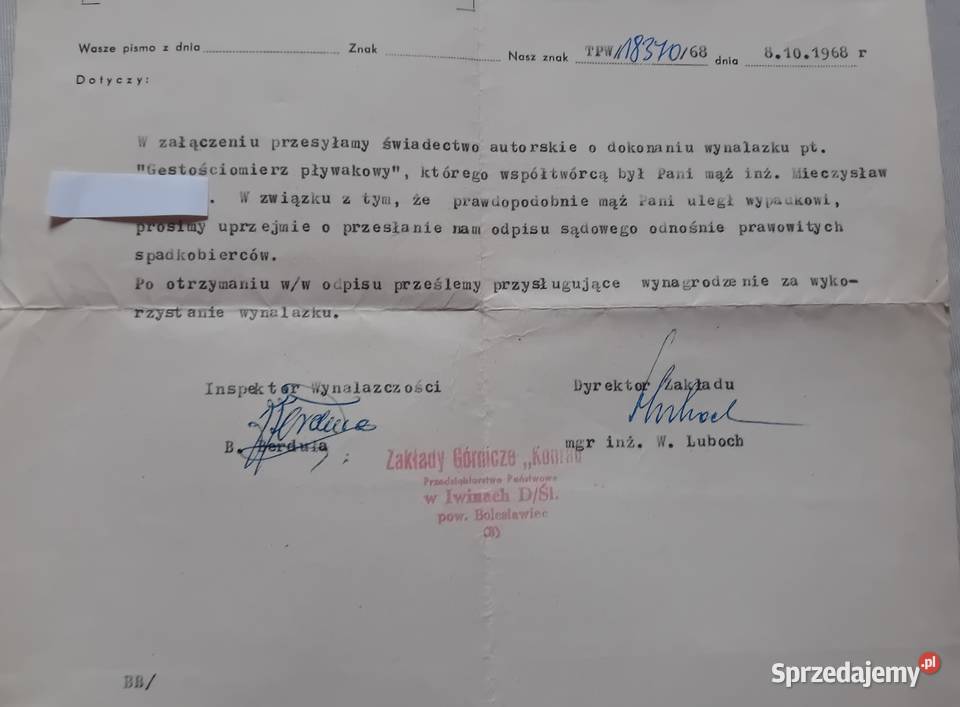 Wasze pismo z dnia Znak Nasz znak TPW/18370/68 dnia 8.10.1968 r
Dotyczy:
W załączeniu przesyłamy świadectwo autorskie o dokonaniu wynalazku pt.
"Gęstościomierz pływakowy", którego współtwórcą był Pani mąż inż. Mieczysław
. W związku z tym, że prawdopodobnie mąż Pani uległ wypadkowi,
prosimy uprzejmie o przesłanie nam odpisu sądowego odnośnie prawowitych
spadkobierców.
Po otrzymaniu w/w odpisu prześlemy przysługujące wynagrodzenie za wyko-
rzystanie wynalazku.
Inspektor Wynalazczości Dyrektor Zakładu
B. mgr inż. W. Luboch
Zakłady Górnicze „Konrad
Przedsiębiorstwo Państwowe
w Iwinach D/Śl.
pow. Bolesławiec
BB/
Sprzedajemy.pl